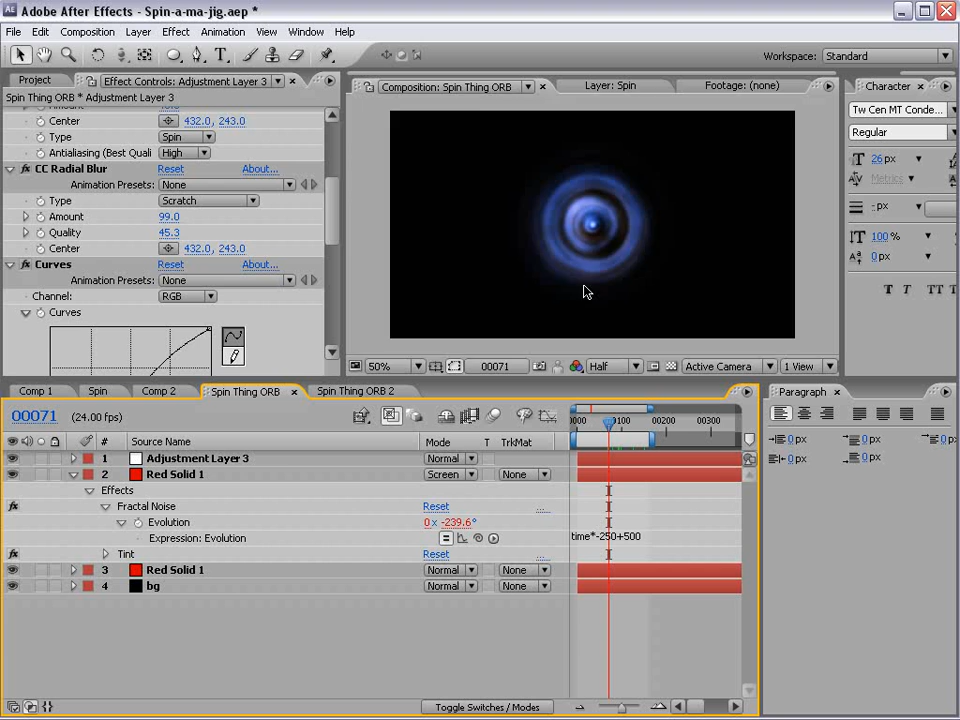 Adobe After Effects - Spin-a-ma-jig.aep *
File Edit Composition Layer Effect Animation View Window Help
Workspace: Standard
Project Effect Controls: Adjustment Layer 3
Spin Thing ORB * Adjustment Layer 3
Center 432.0, 243.0
Type Spin
Antialiasing (Best Quali High
CC Radial Blur Reset About...
Animation Presets: None
Type Scratch
Amount 99.0
Quality 45.3
Center 432.0, 243.0
Curves Reset About...
Animation Presets: None
Channel: RGB
Curves
Composition: Spin Thing ORB Layer: Spin Footage: (none)
50% 00071 Half Active Camera 1 View
Character
Tw Cen MT Conde...
Regular
26 px
Metrics
- px
100 %
0 px
T T TT T
Comp 1 Spin Comp 2 Spin Thing ORB Spin Thing ORB 2
00071 (24.00 fps)
0000 0100 00200 00300
# Source Name Mode T TrkMat
1 Adjustment Layer 3 Normal
2 Red Solid 1 Screen None
Effects
Fractal Noise Reset ...
Evolution 0 x -239.6°
Expression: Evolution time*-250+500
Tint Reset ...
3 Red Solid 1 Normal None
4 bg Normal None
Toggle Switches / Modes
Paragraph
0 px 0 px 0 px
0 px 0 px